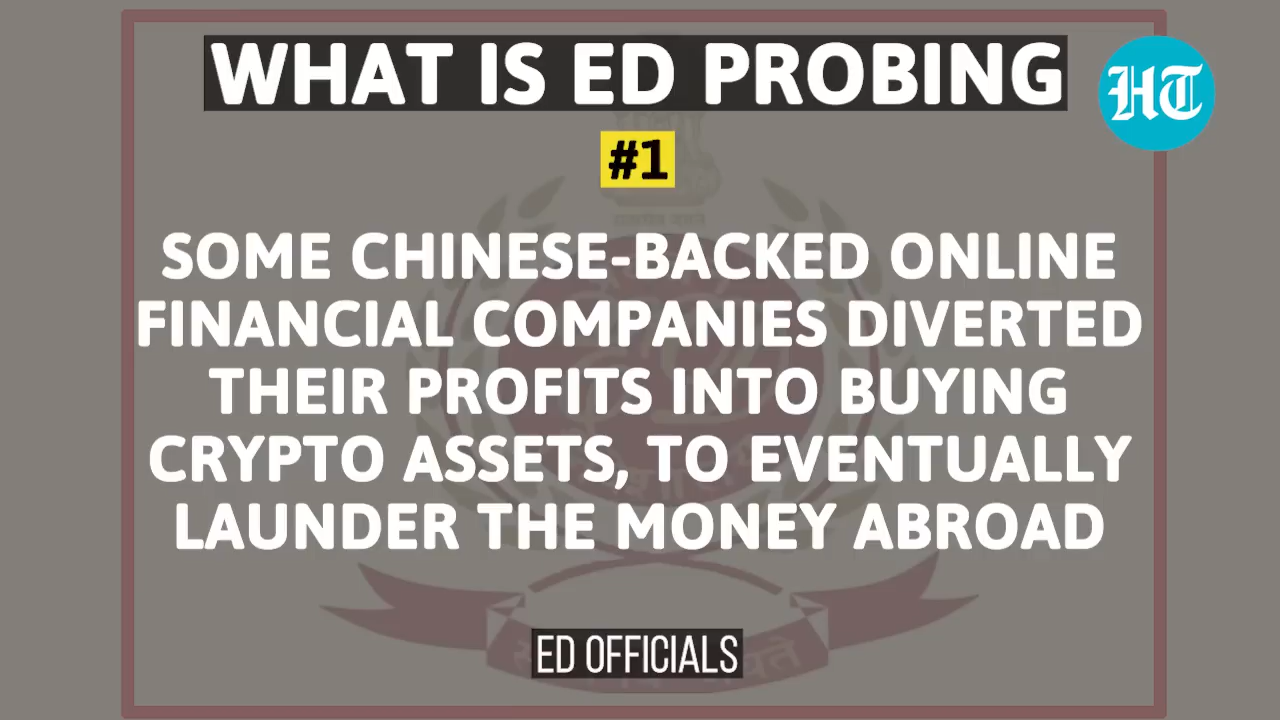 WHAT IS ED PROBING
HT
#1
SOME CHINESE-BACKED ONLINE
FINANCIAL COMPANIES DIVERTED
THEIR PROFITS INTO BUYING
CRYPTO ASSETS, TO EVENTUALLY
LAUNDER THE MONEY ABROAD
ED OFFICIALS